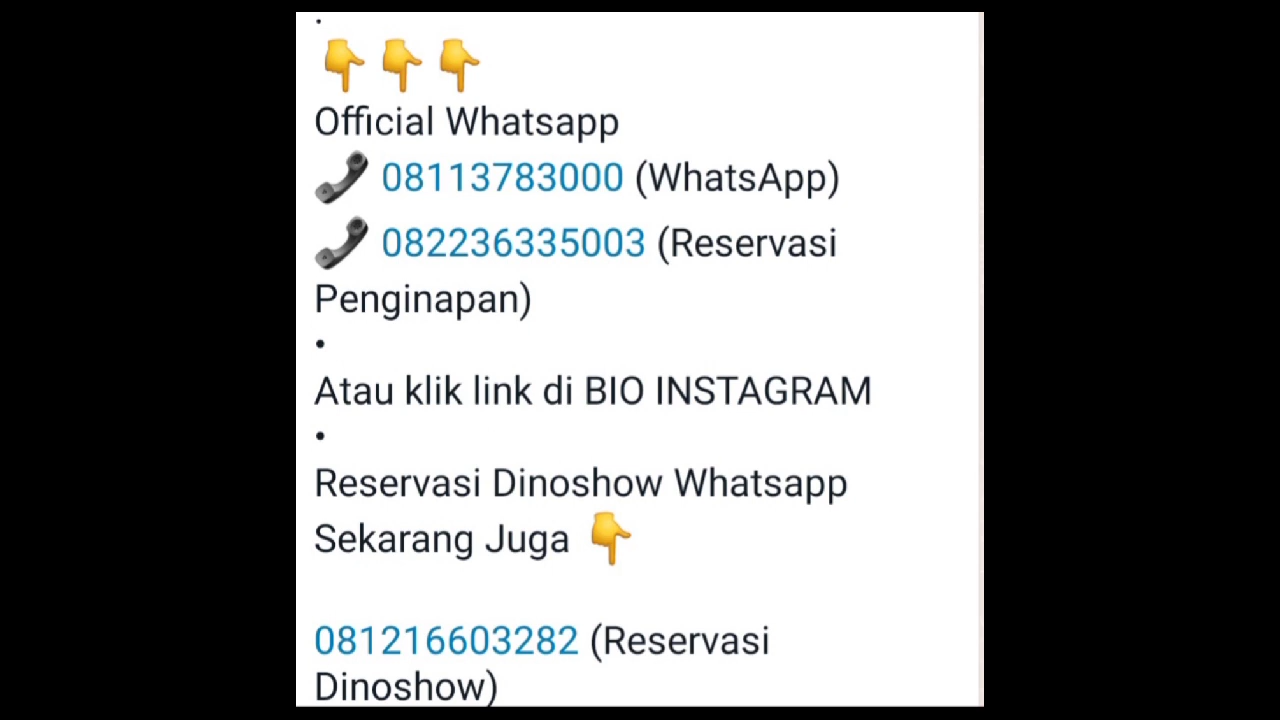 .
👇👇👇
Official Whatsapp
📞 08113783000 (WhatsApp)
📞 082236335003 (Reservasi
Penginapan)
•
Atau klik link di BIO INSTAGRAM
•
Reservasi Dinoshow Whatsapp
Sekarang Juga 👇
081216603282 (Reservasi
Dinoshow)